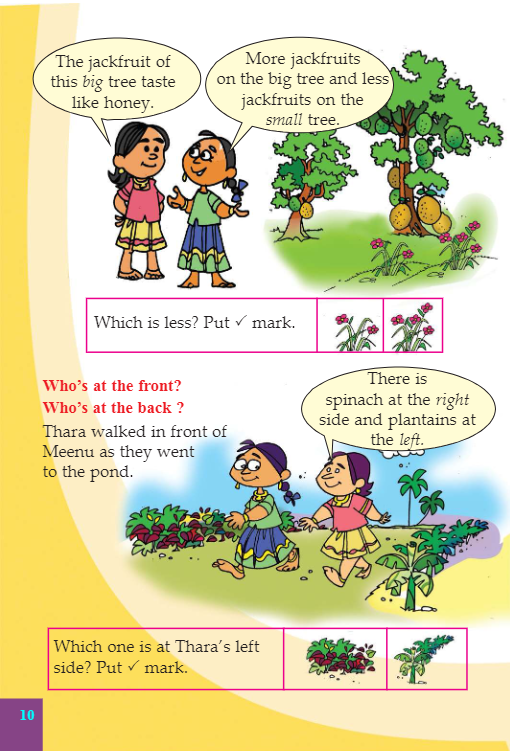 The jackfruit of
this big tree taste
like honey.
More jackfruits
on the big tree and less
jackfruits on the
small tree.
Which is less? Put ✓ mark.
Who's at the front?
Who's at the back ?
Thara walked in front of
Meenu as they went
to the pond.
There is
spinach at the right
side and plantains at
the left.
Which one is at Thara's left
side? Put ✓ mark.
10